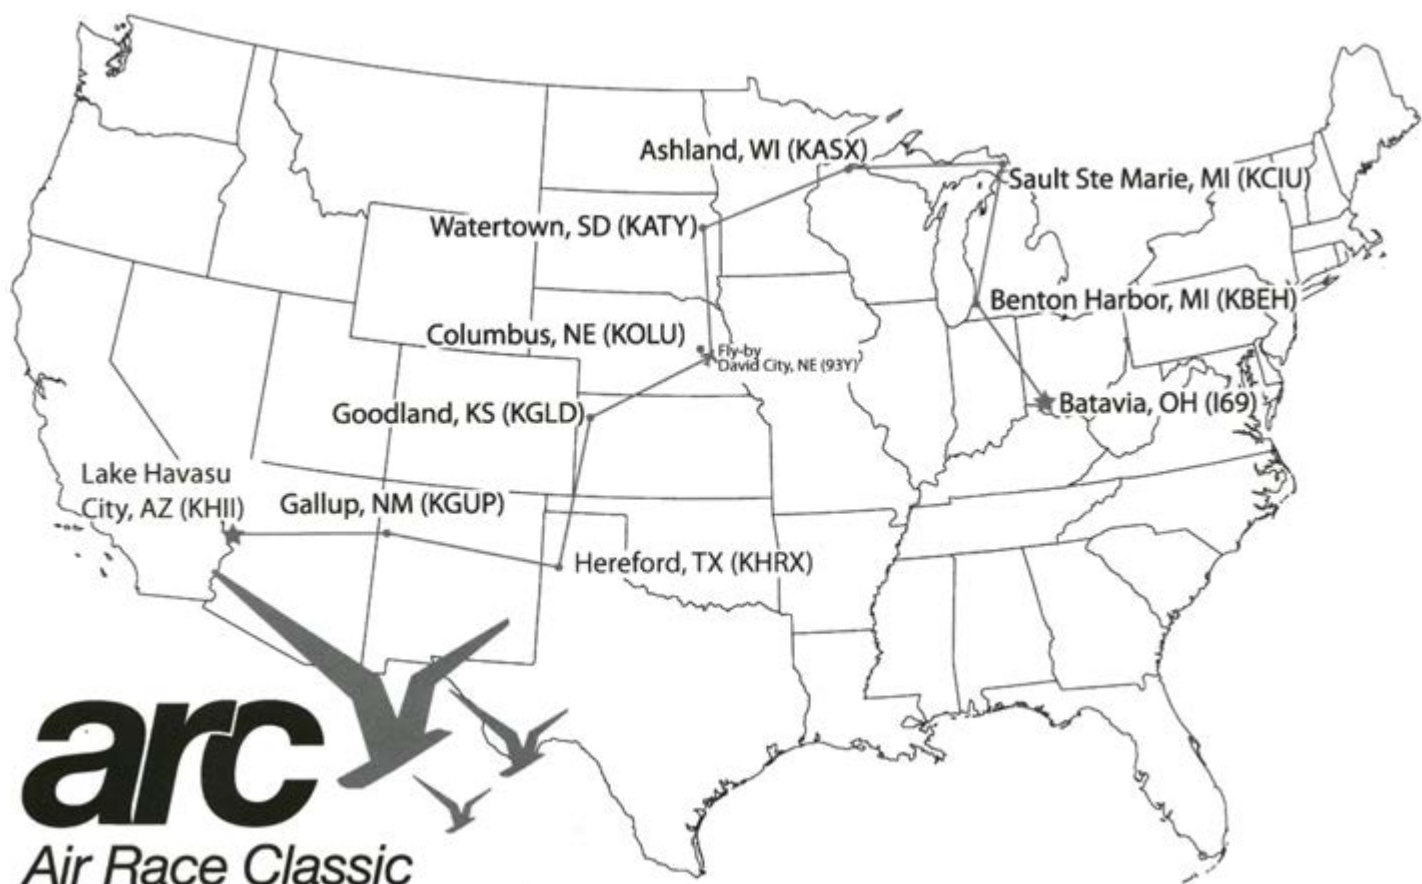 Ashland, WI (KASX)
Sault Ste Marie, MI (KCIU)
Watertown, SD (KATY)
Benton Harbor, MI (KBEH)
Columbus, NE (KOLU)
Fly-by
David City, NE (93Y)
Goodland, KS (KGLD)
Batavia, OH (I69)
Lake Havasu
City, AZ (KHII)
Gallup, NM (KGUP)
Hereford, TX (KHRX)
arc
Air Race Classic